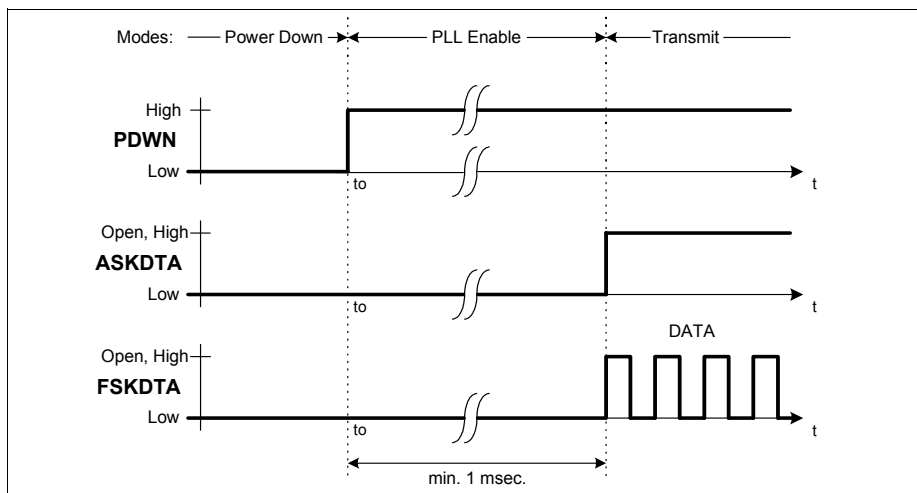 Modes: Power Down PLL Enable Transmit
High
PDWN
Low
to
t
Open, High
ASKDTA
Low
to
t
DATA
Open, High
FSKDTA
Low
to
t
min. 1 msec.